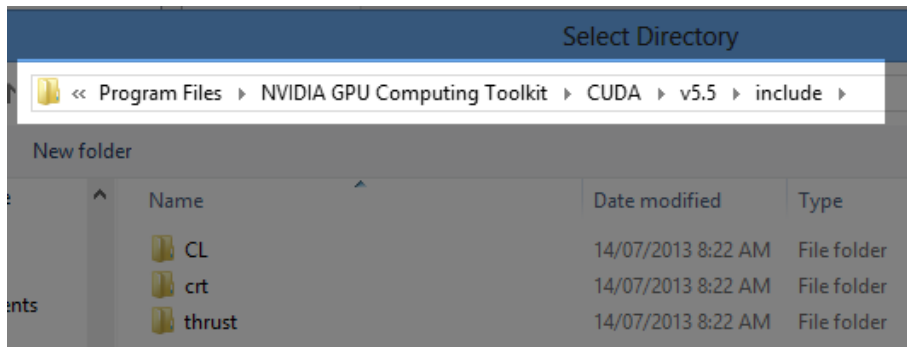 Select Directory
« Program Files ▸ NVIDIA GPU Computing Toolkit ▸ CUDA ▸ v5.5 ▸ include ▸
New folder
Name Date modified Type
CL 14/07/2013 8:22 AM File folder
crt 14/07/2013 8:22 AM File folder
ents
thrust 14/07/2013 8:22 AM File folder